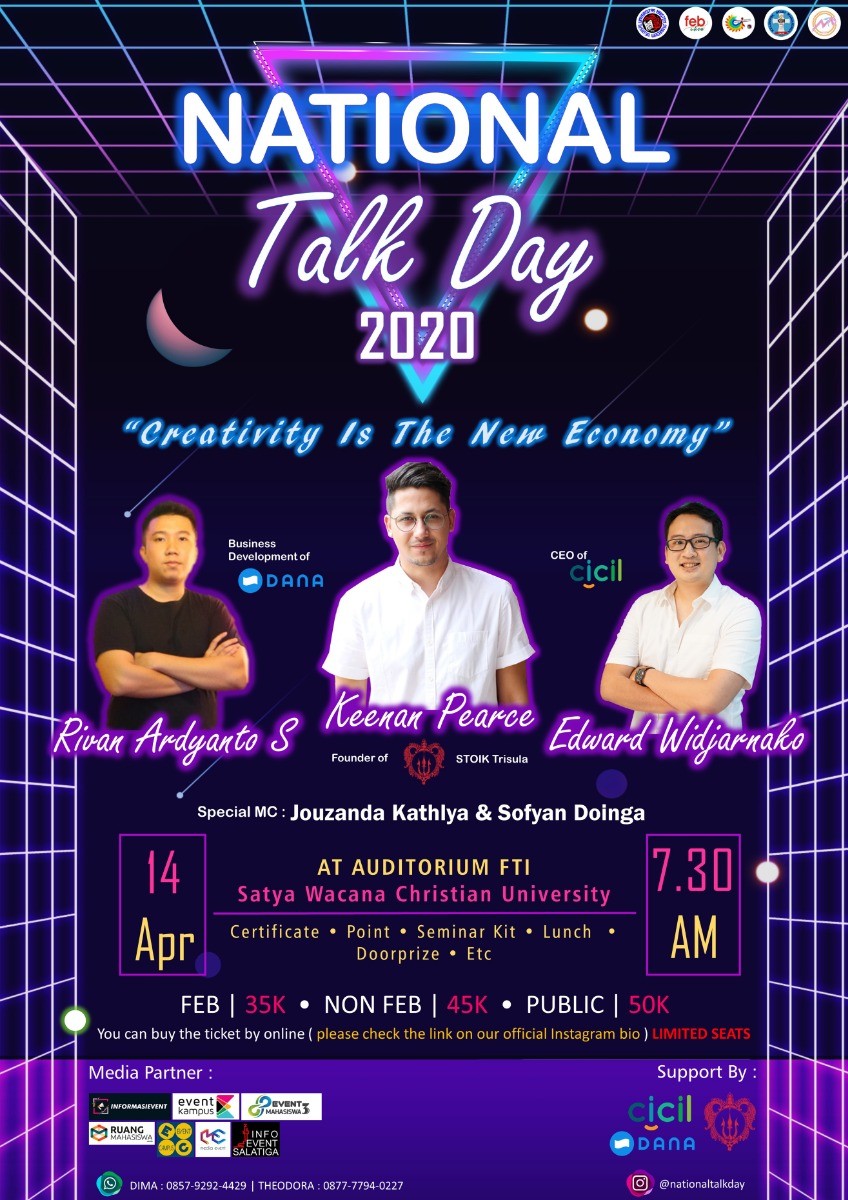 feb
NATIONAL
Talk Day
2020
"Creativity Is The New Economy"
Business
Development of
DANA
CEO of
cicil
Rivan Ardyanto S
Keenan Pearce
Edward Widjarnako
Founder of
STOIK Trisula
Special MC : Jouzanda Kathlya & Sofyan Doinga
14
Apr
AT AUDITORIUM FTI
Satya Wacana Christian University
Certificate • Point • Seminar Kit • Lunch •
Doorprize • Etc
7.30
AM
FEB | 35K • NON FEB | 45K • PUBLIC | 50K
You can buy the ticket by online ( please check the link on our official Instagram bio ) LIMITED SEATS
Media Partner :
Support By :
INFORMASIEVENT
event
kampus
EVENT
MAHASISWA
RUANG
MAHASISWA
INFO
EVENT
SALATIGA
cicil
DANA
DIMA : 0857-9292-4429 | THEODORA : 0877-7794-0227
@nationaltalkday